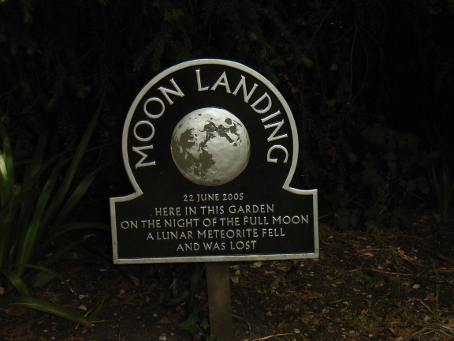 MOON LANDING
22 JUNE 2005
HERE IN THIS GARDEN
ON THE NIGHT OF THE FULL MOON
A LUNAR METEORITE FELL
AND WAS LOST